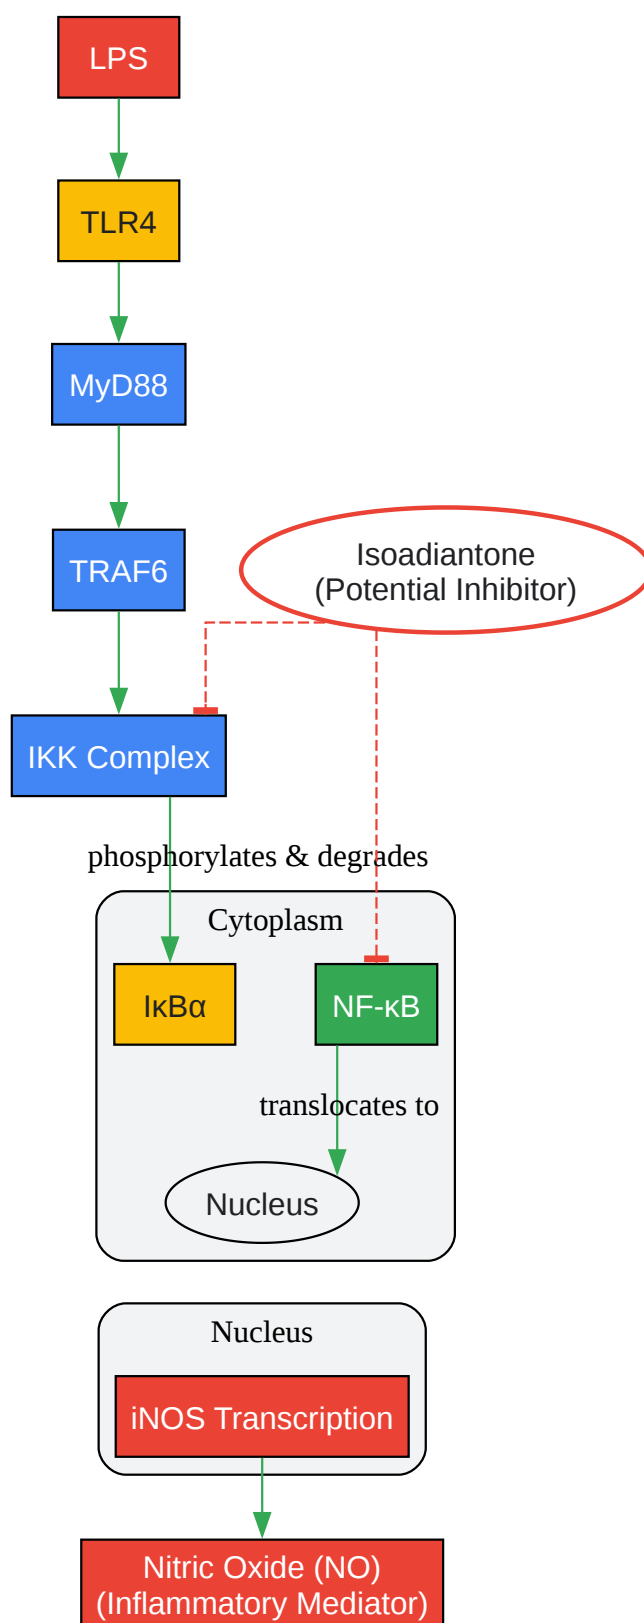 LPS
TLR4
MyD88
TRAF6
Isoadiantone
(Potential Inhibitor)
IKK Complex
phosphorylates & degrades
Cytoplasm
IκBα
NF-κB
translocates to
Nucleus
Nucleus
iNOS Transcription
Nitric Oxide (NO)
(Inflammatory Mediator)